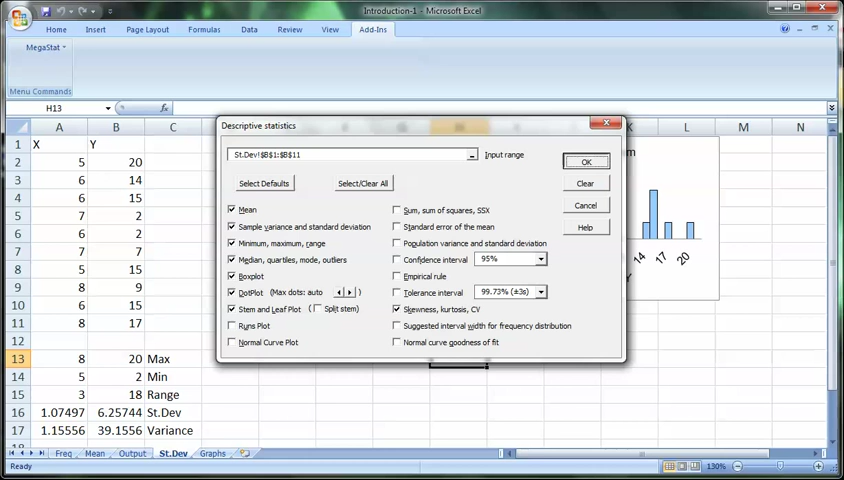 Introduction-1 - Microsoft Excel
Home Insert Page Layout Formulas Data Review View Add-Ins
MegaStat
Menu Commands
H13 fx
A B C K L M N
1 X Y
2 5 20
3 6 14
4 6 15
5 7 2
6 7 2
7 7 7
8 5 15
9 8 9
10 6 15
11 8 17
12
13 8 20 Max
14 5 2 Min
15 3 18 Range
16 1.07497 6.25744 St.Dev
17 1.15556 39.1556 Variance
Descriptive statistics
St.Dev!$B$1:$B$11 _ Input range OK
Select Defaults Select/Clear All Clear
Cancel
Help
Mean
Sample variance and standard deviation
Minimum, maximum, range
Median, quartiles, mode, outliers
Boxplot
DotPlot (Max dots: auto )
Stem and Leaf Plot ( Split stem)
Runs Plot
Normal Curve Plot
Sum, sum of squares, SSX
Standard error of the mean
Population variance and standard deviation
Confidence interval 95%
Empirical rule
Tolerance interval 99.73% (±3s)
Skewness, kurtosis, CV
Suggested interval width for frequency distribution
Normal curve goodness of fit
m
14 17 20
Y
Freq Mean Output St.Dev Graphs
Ready 130%